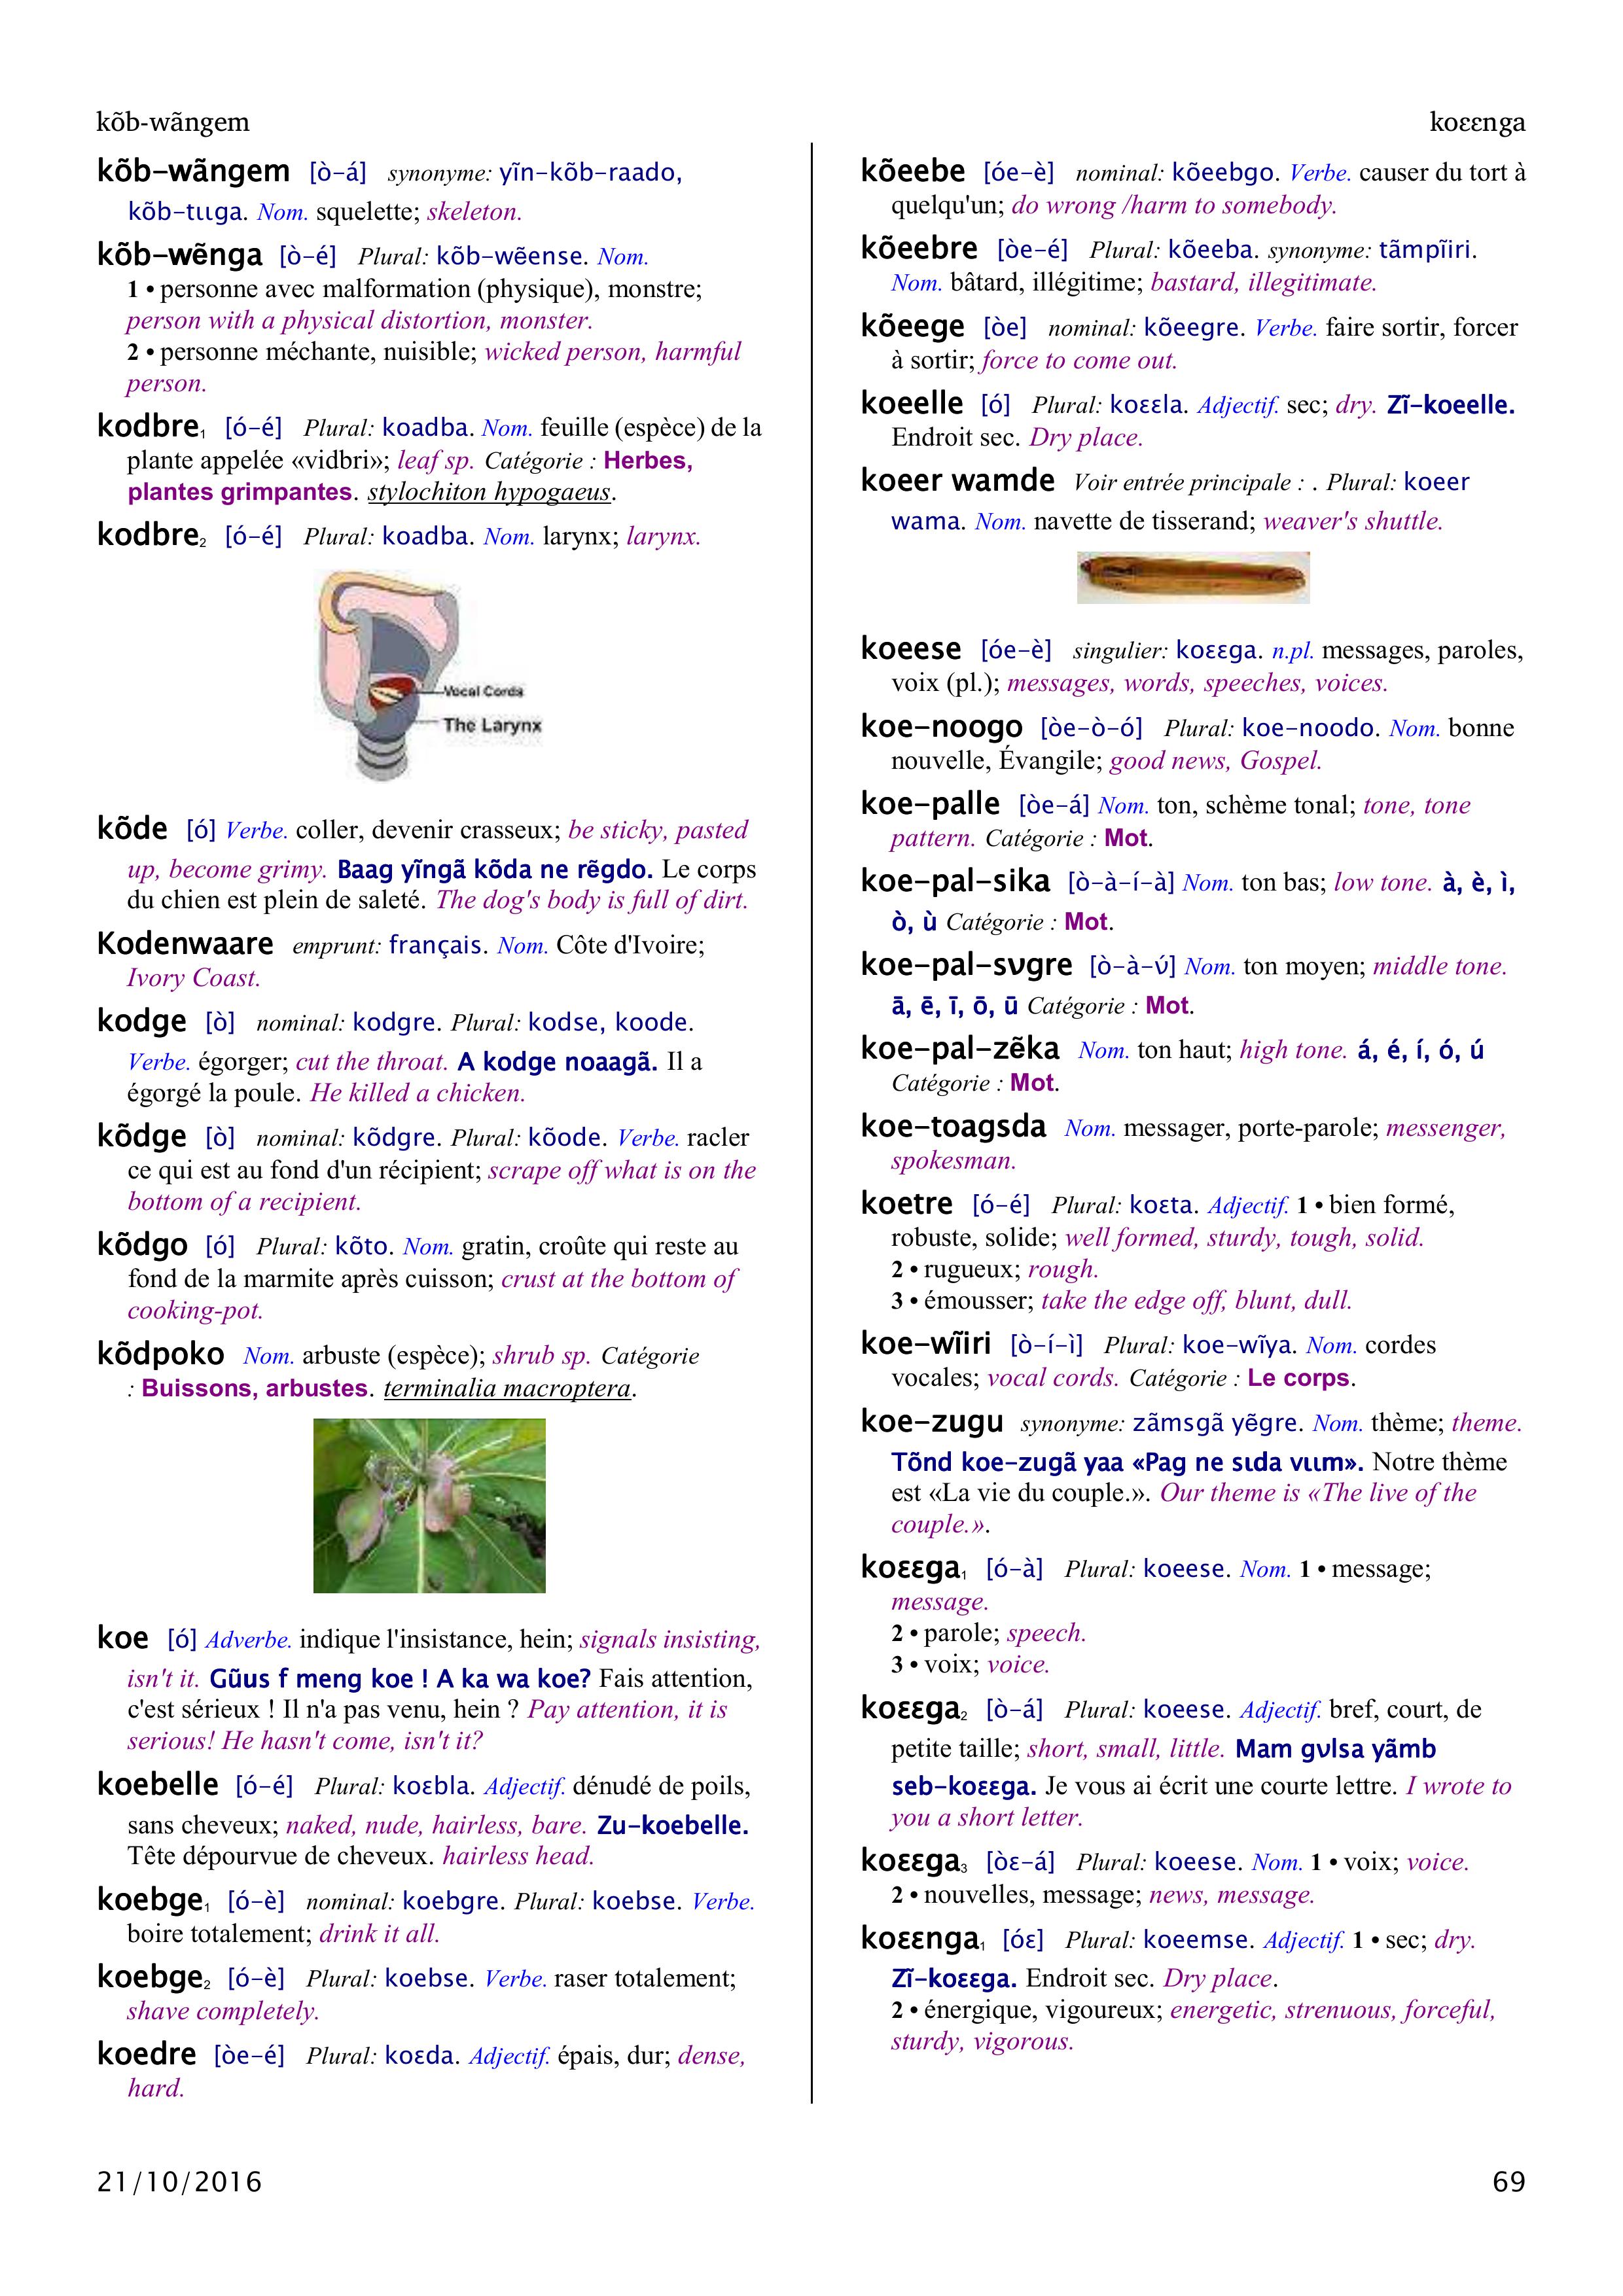 kõb-wãngem
koɛɛnga
kõb-wãngem [ò-á] synonyme: yĩn-kõb-raado,
kõb-tɩɩga. Nom. squelette; skeleton.
kõb-wẽnga [ò-é] Plural: kõb-wẽense. Nom.
1 • personne avec malformation (physique), monstre;
person with a physical distortion, monster.
2 • personne méchante, nuisible; wicked person, harmful
person.
kodbre₁ [ó-é] Plural: koadba. Nom. feuille (espèce) de la
plante appelée «vidbri»; leaf sp. Catégorie : Herbes,
plantes grimpantes. stylochiton hypogaeus.
kodbre₂ [ó-é] Plural: koadba. Nom. larynx; larynx.
Vocal Cords
The Larynx
kõde [ó] Verbe. coller, devenir crasseux; be sticky, pasted
up, become grimy. Baag yĩngã kõda ne rẽgdo. Le corps
du chien est plein de saleté. The dog's body is full of dirt.
Kodenwaare emprunt: français. Nom. Côte d'Ivoire;
Ivory Coast.
kodge [ò] nominal: kodgre. Plural: kodse, koode.
Verbe. égorger; cut the throat. A kodge noaagã. Il a
égorgé la poule. He killed a chicken.
kõdge [ò] nominal: kõdgre. Plural: kõode. Verbe. racler
ce qui est au fond d'un récipient; scrape off what is on the
bottom of a recipient.
kõdgo [ó] Plural: kõto. Nom. gratin, croûte qui reste au
fond de la marmite après cuisson; crust at the bottom of
cooking-pot.
kõdpoko Nom. arbuste (espèce); shrub sp. Catégorie
: Buissons, arbustes. terminalia macroptera.
koe [ó] Adverbe. indique l'insistance, hein; signals insisting,
isn't it. Gũus f meng koe ! A ka wa koe? Fais attention,
c'est sérieux ! Il n'a pas venu, hein ? Pay attention, it is
serious! He hasn't come, isn't it?
koebelle [ó-é] Plural: koɛbla. Adjectif. dénudé de poils,
sans cheveux; naked, nude, hairless, bare. Zu-koebelle.
Tête dépourvue de cheveux. hairless head.
koebge₁ [ó-è] nominal: koebgre. Plural: koebse. Verbe.
boire totalement; drink it all.
koebge₂ [ó-è] Plural: koebse. Verbe. raser totalement;
shave completely.
koedre [òe-é] Plural: koɛda. Adjectif. épais, dur; dense,
hard.
kõeebe [óe-è] nominal: kõeebgo. Verbe. causer du tort à
quelqu'un; do wrong /harm to somebody.
kõeebre [òe-é] Plural: kõeeba. synonyme: tãmpĩiri.
Nom. bâtard, illégitime; bastard, illegitimate.
kõeege [òe] nominal: kõeegre. Verbe. faire sortir, forcer
à sortir; force to come out.
koeelle [ó] Plural: koɛɛla. Adjectif. sec; dry. Zĩ-koeelle.
Endroit sec. Dry place.
koeer wamde Voir entrée principale : . Plural: koeer
wama. Nom. navette de tisserand; weaver's shuttle.
koeese [óe-è] singulier: koɛɛga. n.pl. messages, paroles,
voix (pl.); messages, words, speeches, voices.
koe-noogo [òe-ò-ó] Plural: koe-noodo. Nom. bonne
nouvelle, Évangile; good news, Gospel.
koe-palle [òe-á] Nom. ton, schème tonal; tone, tone
pattern. Catégorie : Mot.
koe-pal-sika [ò-à-í-à] Nom. ton bas; low tone. à, è, ì,
ò, ù Catégorie : Mot.
koe-pal-sʋgre [ò-à-ʋ́] Nom. ton moyen; middle tone.
ā, ē, ī, ō, ū Catégorie : Mot.
koe-pal-zẽka Nom. ton haut; high tone. á, é, í, ó, ú
Catégorie : Mot.
koe-toagsda Nom. messager, porte-parole; messenger,
spokesman.
koetre [ó-é] Plural: koɛta. Adjectif. 1 • bien formé,
robuste, solide; well formed, sturdy, tough, solid.
2 • rugueux; rough.
3 • émousser; take the edge off, blunt, dull.
koe-wĩiri [ò-í-ì] Plural: koe-wĩya. Nom. cordes
vocales; vocal cords. Catégorie : Le corps.
koe-zugu synonyme: zãmsgã yẽgre. Nom. thème; theme.
Tõnd koe-zugã yaa «Pag ne sɩda vɩɩm». Notre thème
est «La vie du couple.». Our theme is «The live of the
couple.».
koɛɛga₁ [ó-à] Plural: koeese. Nom. 1 • message;
message.
2 • parole; speech.
3 • voix; voice.
koɛɛga₂ [ò-á] Plural: koeese. Adjectif. bref, court, de
petite taille; short, small, little. Mam gʋlsa yãmb
seb-koɛɛga. Je vous ai écrit une courte lettre. I wrote to
you a short letter.
koɛɛga₃ [òɛ-á] Plural: koeese. Nom. 1 • voix; voice.
2 • nouvelles, message; news, message.
koɛɛnga₁ [óɛ] Plural: koeemse. Adjectif. 1 • sec; dry.
Zĩ-koɛɛga. Endroit sec. Dry place.
2 • énergique, vigoureux; energetic, strenuous, forceful,
sturdy, vigorous.
21/10/2016
69